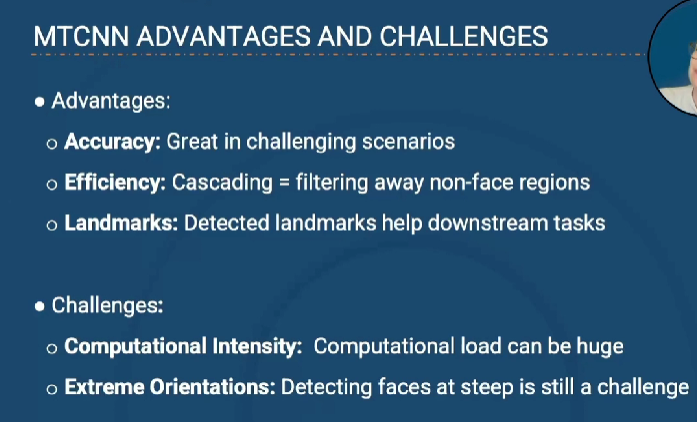 MTCNN ADVANTAGES AND CHALLENGES
● Advantages:
○ Accuracy: Great in challenging scenarios
○ Efficiency: Cascading = filtering away non-face regions
○ Landmarks: Detected landmarks help downstream tasks
● Challenges:
○ Computational Intensity: Computational load can be huge
○ Extreme Orientations: Detecting faces at steep is still a challenge